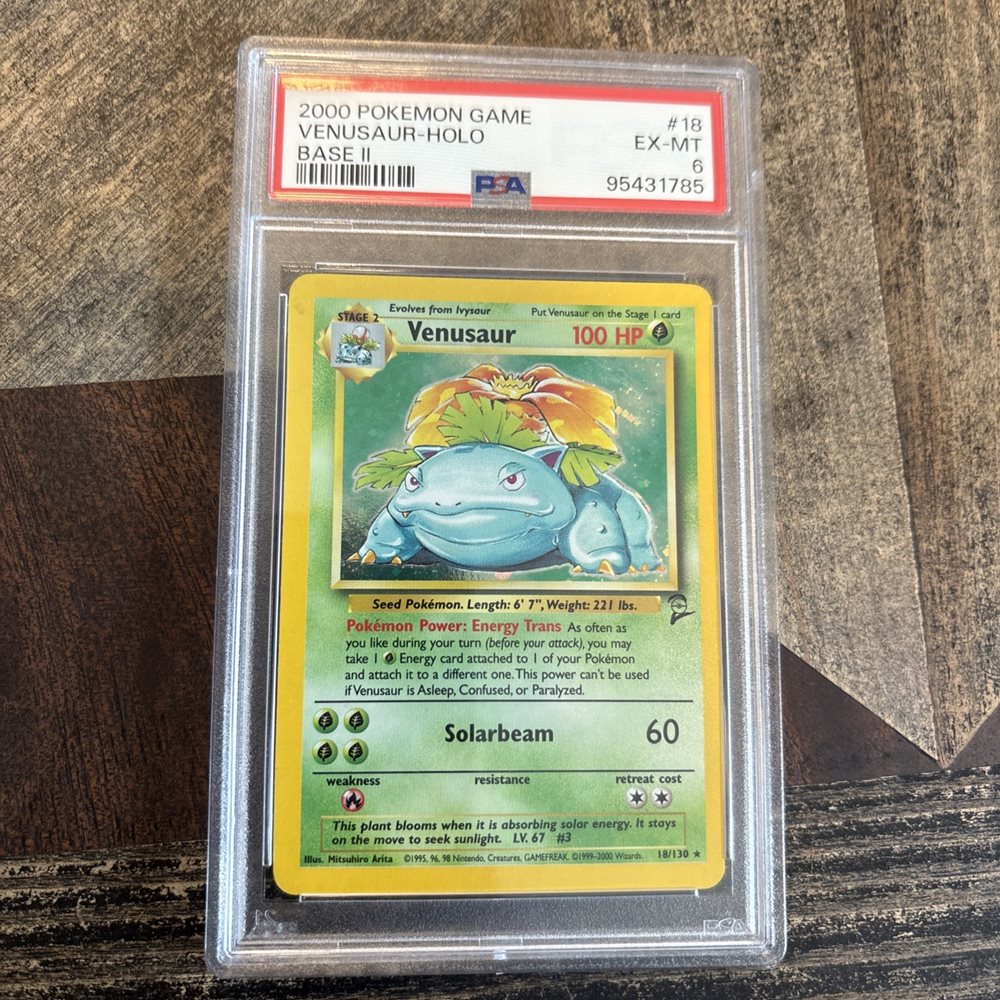 2000 POKEMON GAME
#18
VENUSAUR-HOLO
EX-MT
BASE II
6
PSA
95431785
STAGE 2
Evolves from Ivysaur
Put Venusaur on the Stage 1 card
Venusaur
100 HP
Seed Pokémon. Length: 6' 7", Weight: 221 lbs.
Pokémon Power: Energy Trans As often as
you like during your turn (before your attack), you may
take 1 Energy card attached to 1 of your Pokémon
and attach it to a different one. This power can't be used
if Venusaur is Asleep, Confused, or Paralyzed.
Solarbeam
60
weakness
resistance
retreat cost
This plant blooms when it is absorbing solar energy. It stays
on the move to seek sunlight. LV. 67 #3
Illus. Mitsuhiro Arita ©1995, 96, 98 Nintendo, Creatures, GAMEFREAK. ©1999-2000 Wizards. 18/130 ★
PSA